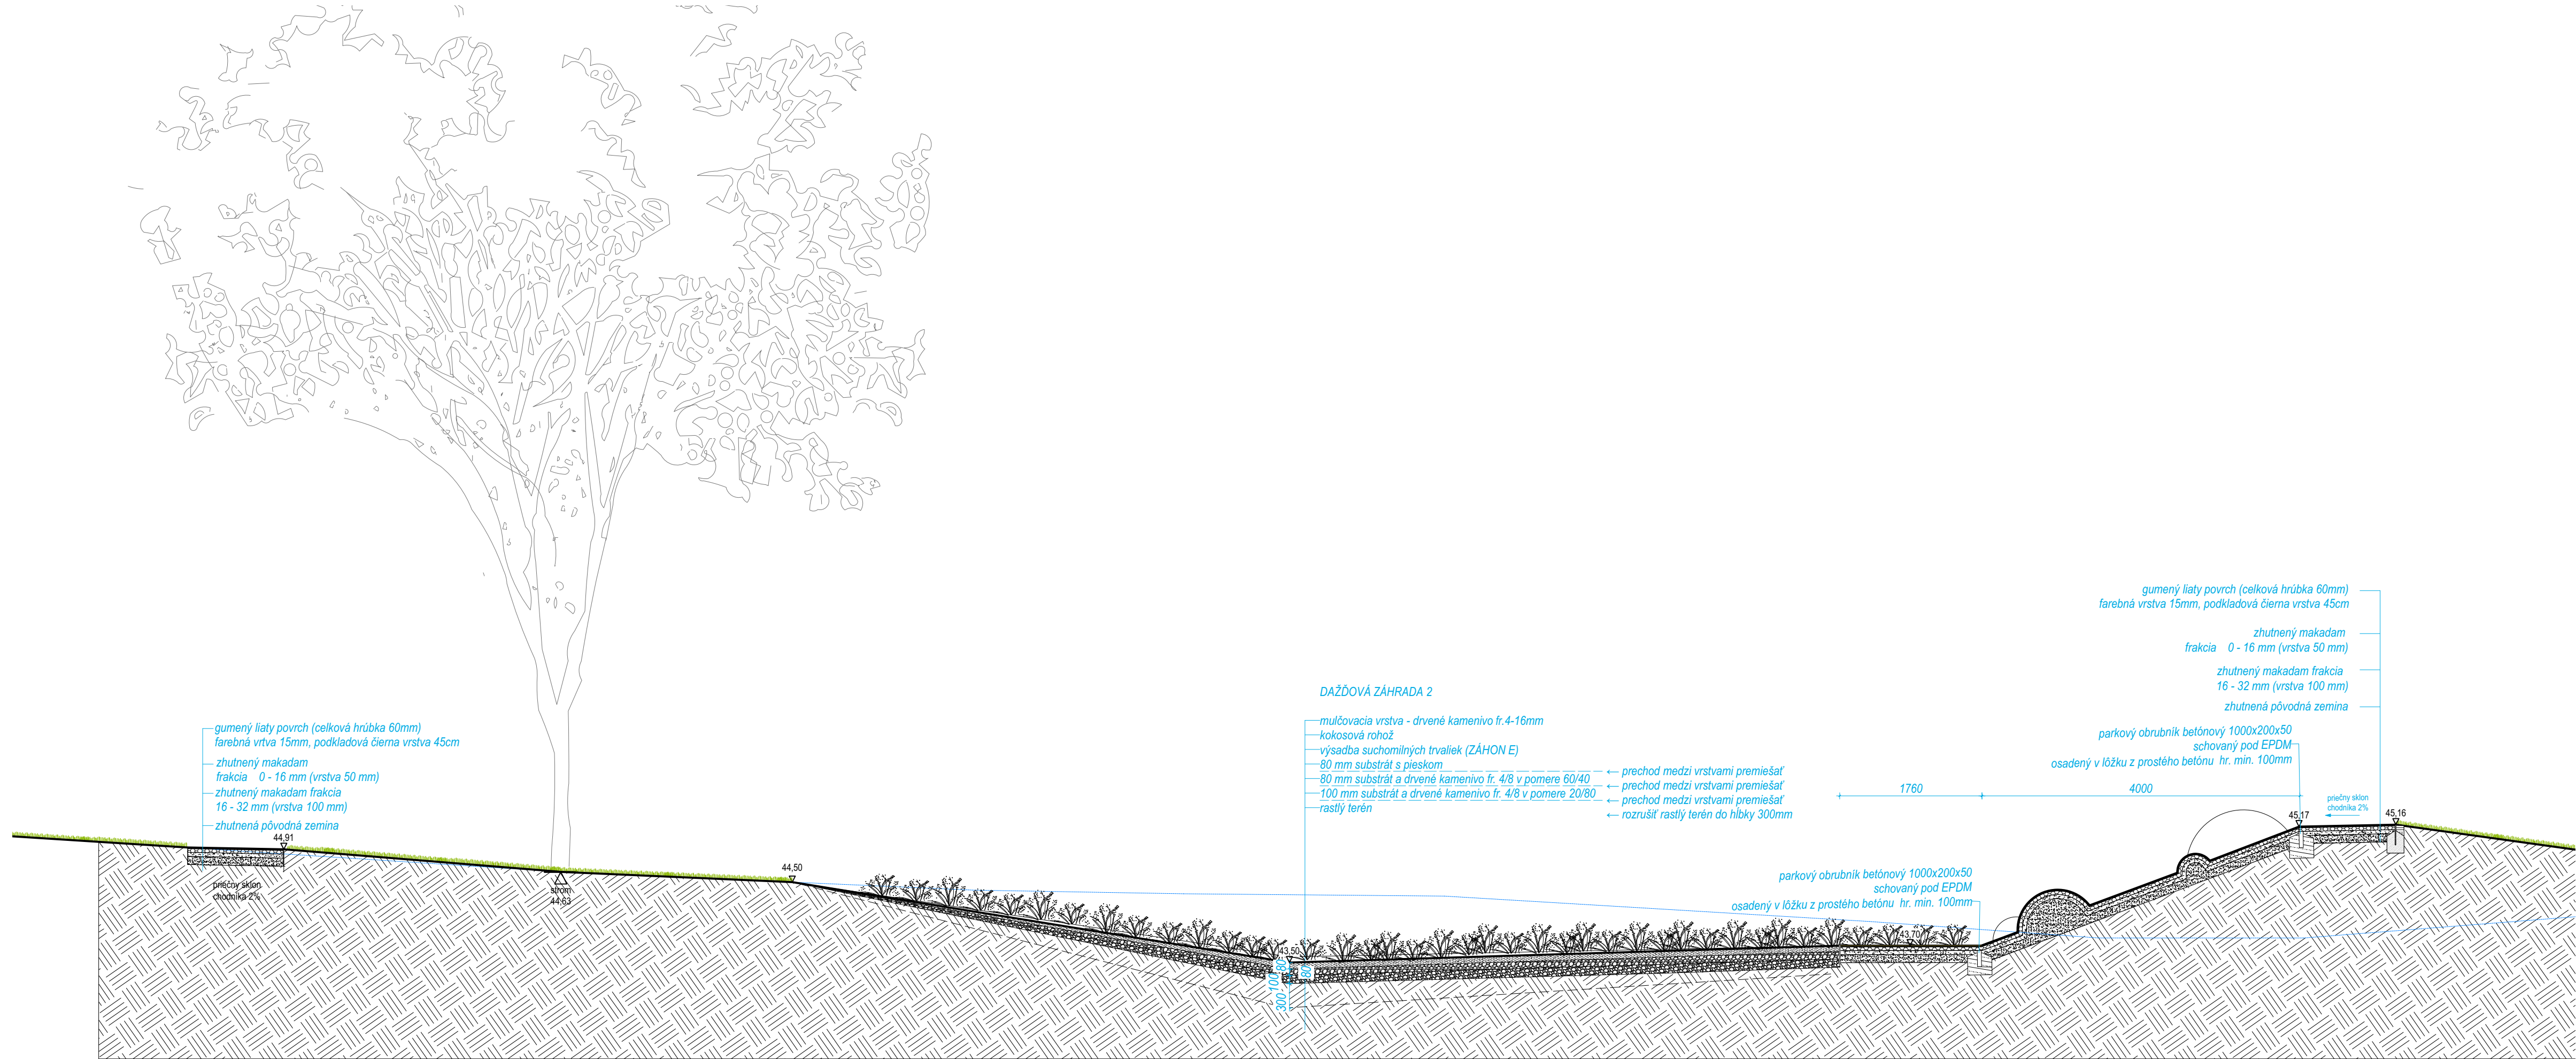 gumený liaty povrch (celková hrúbka 60mm)
farebná vrtva 15mm, podkladová čierna vrstva 45cm
zhutnený makadam
frakcia 0 - 16 mm (vrstva 50 mm)
zhutnený makadam frakcia
16 - 32 mm (vrstva 100 mm)
zhutnená pôvodná zemina
44,91
priečny sklon
chodníka 2%
strom
44,63
44,50
DAŽĎOVÁ ZÁHRADA 2
mulčovacia vrstva - drvené kamenivo fr.4-16mm
kokosová rohož
výsadba suchomilných trvaliek (ZÁHON E)
80 mm substrát s pieskom
80 mm substrát a drvené kamenivo fr. 4/8 v pomere 60/40
100 mm substrát a drvené kamenivo fr. 4/8 v pomere 20/80
rastlý terén
← prechod medzi vrstvami premiešať
← prechod medzi vrstvami premiešať
← prechod medzi vrstvami premiešať
← rozrušiť rastlý terén do hĺbky 300mm
43,50
80
80
100
300
1760
4000
gumený liaty povrch (celková hrúbka 60mm)
farebná vrstva 15mm, podkladová čierna vrstva 45cm
zhutnený makadam
frakcia 0 - 16 mm (vrstva 50 mm)
zhutnený makadam frakcia
16 - 32 mm (vrstva 100 mm)
zhutnená pôvodná zemina
parkový obrubník betónový 1000x200x50
schovaný pod EPDM
osadený v lôžku z prostého betónu hr. min. 100mm
priečny sklon
chodníka 2%
45,17
45,16
parkový obrubník betónový 1000x200x50
schovaný pod EPDM
osadený v lôžku z prostého betónu hr. min. 100mm
43,70